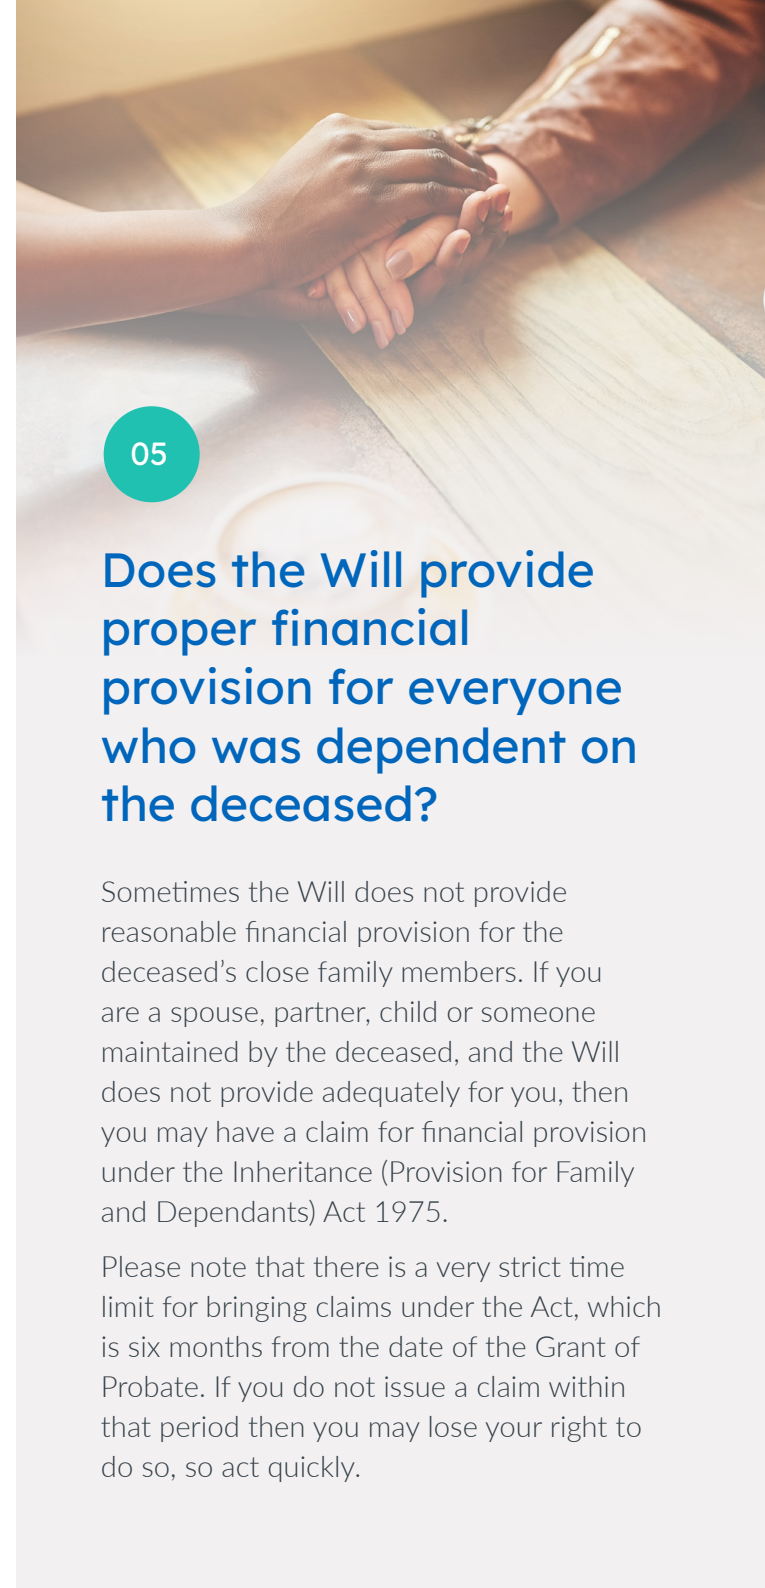 05
Does the Will provide
proper financial
provision for everyone
who was dependent on
the deceased?
Sometimes the Will does not provide
reasonable financial provision for the
deceased’s close family members. If you
are a spouse, partner, child or someone
maintained by the deceased, and the Will
does not provide adequately for you, then
you may have a claim for financial provision
under the Inheritance (Provision for Family
and Dependants) Act 1975.
Please note that there is a very strict time
limit for bringing claims under the Act, which
is six months from the date of the Grant of
Probate. If you do not issue a claim within
that period then you may lose your right to
do so, so act quickly.